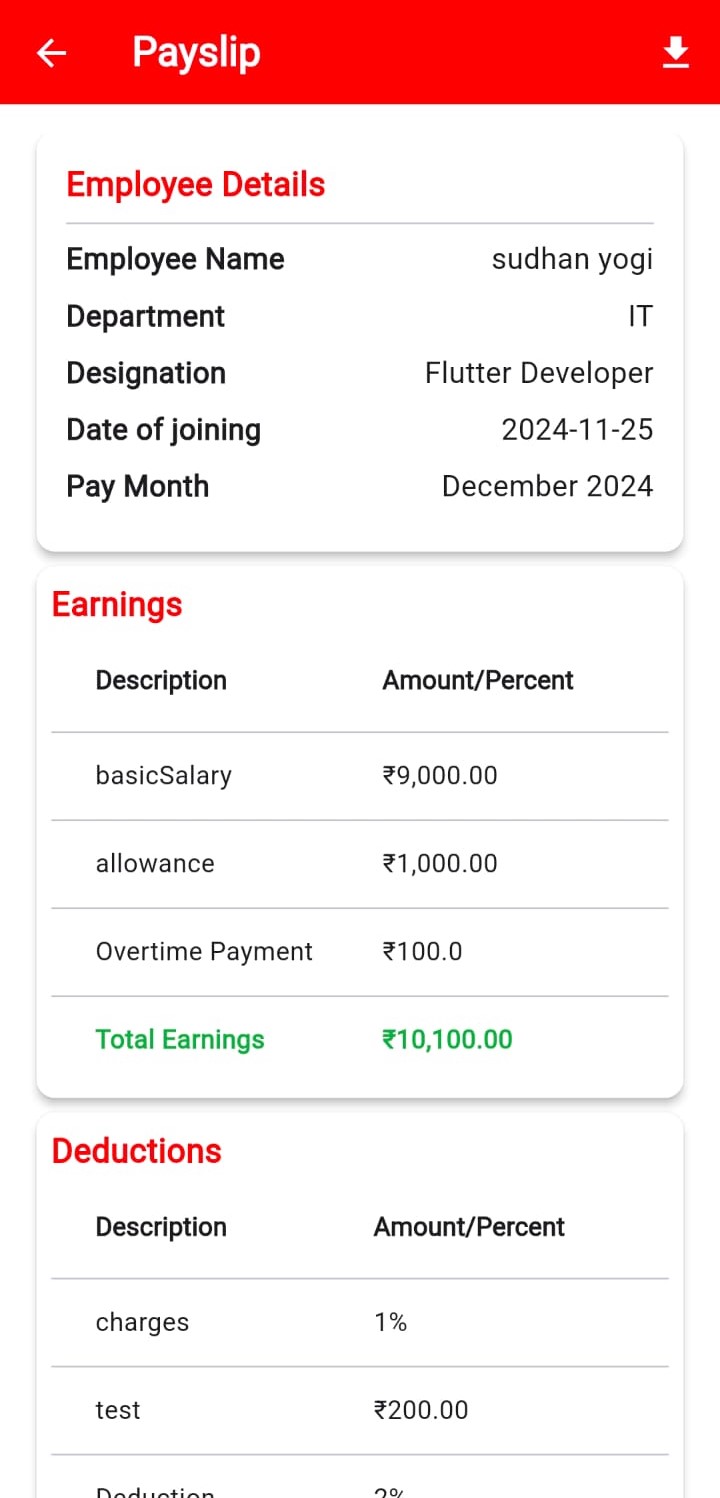 Payslip
Employee Details
Employee Name sudhan yogi
Department IT
Designation Flutter Developer
Date of joining 2024-11-25
Pay Month December 2024
Earnings
Description Amount/Percent
basicSalary ₹9,000.00
allowance ₹1,000.00
Overtime Payment ₹100.0
Total Earnings ₹10,100.00
Deductions
Description Amount/Percent
charges 1%
test ₹200.00
Deduction 2%